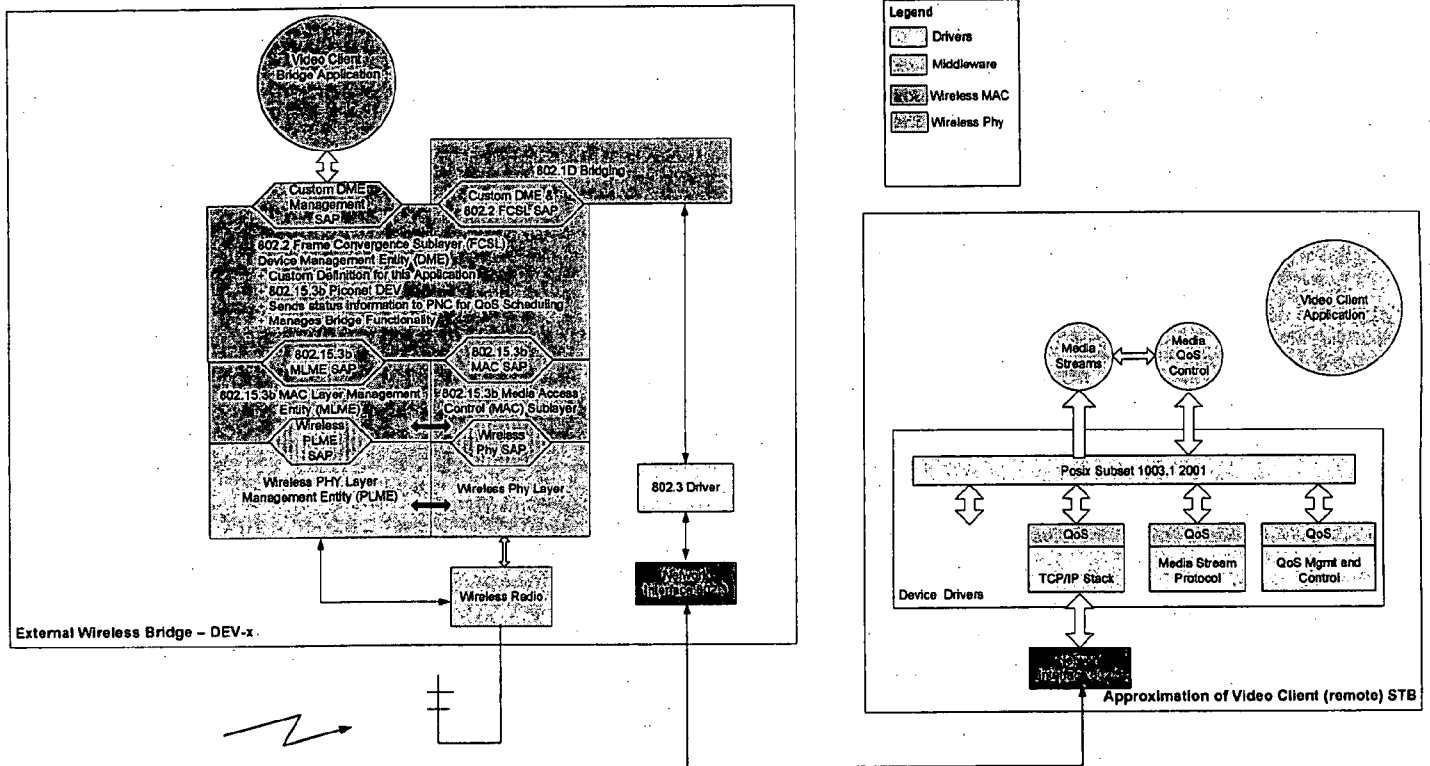 Legend
Drivers
Middleware
Wireless MAC
Wireless Phy
Video Client
Bridge Application
802.1D Bridging
Custom DME
Management
SAP
Custom DME &
802.2 FCSL SAP
802.2 Frame Convergence Sublayer (FCSL)
Device Management Entity (DME)
Custom Definition for this Application
802.15.3b Piconet DEV
Sends status information to PNC for QoS Scheduling
Manages Bridge Functionality
802.15.3b
MLME SAP
802.15.3b
MAC SAP
802.15.3b MAC Layer Management
Entity (MLME)
802.15.3b Media Access
Control (MAC) Sublayer
Wireless
PLME
SAP
Wireless
Phy SAP
Wireless PHY Layer
Management Entity (PLME)
Wireless Phy Layer
802.3 Driver
Wireless Radio
Network
External Wireless Bridge – DEV-x
Video Client
Application
Media
Streams
Media
QoS
Control
Posix Subset 1003.1 2001
QoS
TCP/IP Stack
QoS
Media Stream
Protocol
QoS
QoS Mgmt and
Control
Device Drivers
Network
Approximation of Video Client (remote) STB